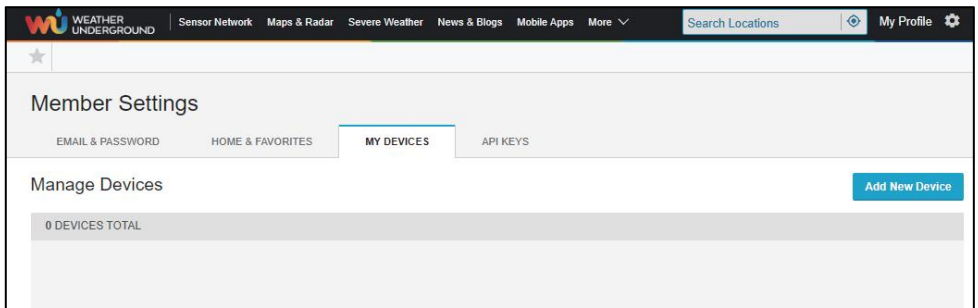 WEATHER UNDERGROUND Sensor Network Maps & Radar Severe Weather News & Blogs Mobile Apps More Search Locations My Profile
Member Settings
EMAIL & PASSWORD HOME & FAVORITES MY DEVICES API KEYS
Manage Devices Add New Device
0 DEVICES TOTAL